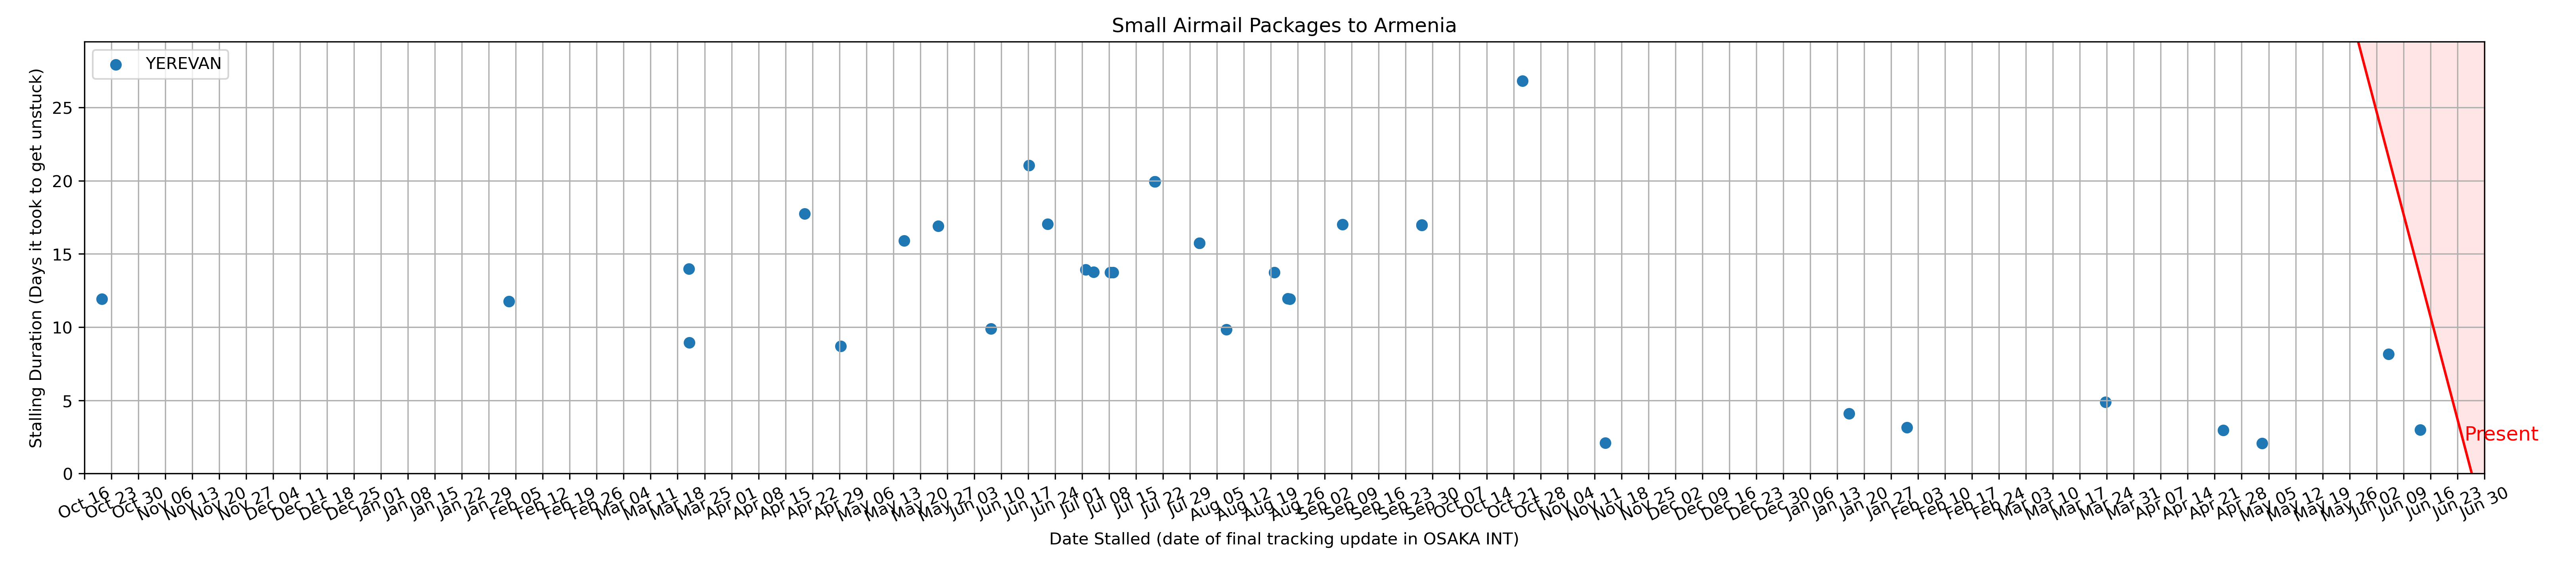 Small Airmail Packages to Armenia
YEREVAN
Stalling Duration (Days it took to get unstuck)
25
20
15
10
5
0
Present
Oct 16 Oct 23 Oct 30 Nov 06 Nov 13 Nov 20 Nov 27 Dec 04 Dec 11 Dec 18 Dec 25 Jan 01 Jan 08 Jan 15 Jan 22 Jan 29 Feb 05 Feb 12 Feb 19 Feb 26 Mar 04 Mar 11 Mar 18 Mar 25 Apr 01 Apr 08 Apr 15 Apr 22 Apr 29 May 06 May 13 May 20 May 27 Jun 03 Jun 10 Jun 17 Jun 24 Jul 01 Jul 08 Jul 15 Jul 22 Jul 29 Aug 05 Aug 12 Aug 19 Aug 26 Sep 02 Sep 09 Sep 16 Sep 23 Sep 30 Oct 07 Oct 14 Oct 21 Oct 28 Nov 04 Nov 11 Nov 18 Nov 25 Dec 02 Dec 09 Dec 16 Dec 23 Dec 30 Jan 06 Jan 13 Jan 20 Jan 27 Feb 03 Feb 10 Feb 17 Feb 24 Mar 03 Mar 10 Mar 17 Mar 24 Mar 31 Apr 07 Apr 14 Apr 21 Apr 28 May 05 May 12 May 19 May 26 Jun 02 Jun 09 Jun 16 Jun 23 Jun 30
Date Stalled (date of final tracking update in OSAKA INT)